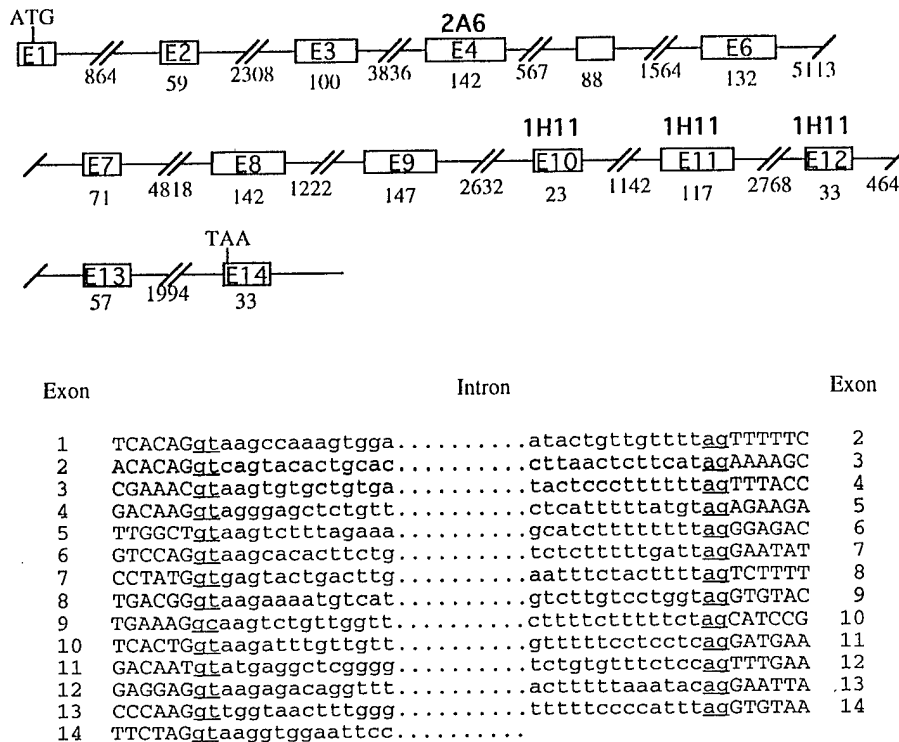 ATG 2A6
E1 E2 E3 E4 E6
864 59 2308 100 3836 142 567 88 1564 132 5113
1H11 1H11 1H11
E7 E8 E9 E10 E11 E12
71 4818 142 1222 147 2632 23 1142 117 2768 33 464
TAA
E13 E14
57 1994 33
Exon Intron Exon
1 TCACAGgtaagccaaagtgga..........atactgttgttttagTTTTTC 2
2 ACACAGgtcagtacactgcac..........cttaactcttcatagAAAAGC 3
3 CGAAACgtaagtgtgctgtga..........tactcccttttttagTTTACC 4
4 GACAAGgtagggagctctgtt..........ctcatttttatgtagAGAAGA 5
5 TTGGCTgtaagtctttagaaa..........gcatctttttttagGGAGAC 6
6 GTCCAGgtaagcacacttctg..........tctctttttgattagGAATAT 7
7 CCTATGgtgagtactgacttg..........aatttctacttttagTCTTTT 8
8 TGACGGgtaagaaaatgtcat..........gtcttgtcctggtagGTGTAC 9
9 TGAAAGgcaagtctgttggtt..........cttttctttttctagCATCCG 10
10 TCACTGgtaagatttgttgtt..........gtttttcctcctcagGATGAA 11
11 GACAATgtatgaggctcgggg..........tctgtgtttctccagTTTGAA 12
12 GAGGAGgtaagagacaggttt..........actttttaaatacagGAATTA 13
13 CCCAAGgttggtaactttggg..........tttttccccatttagGTGTAA 14
14 TTCTAGgtaaggtggaattcc..........